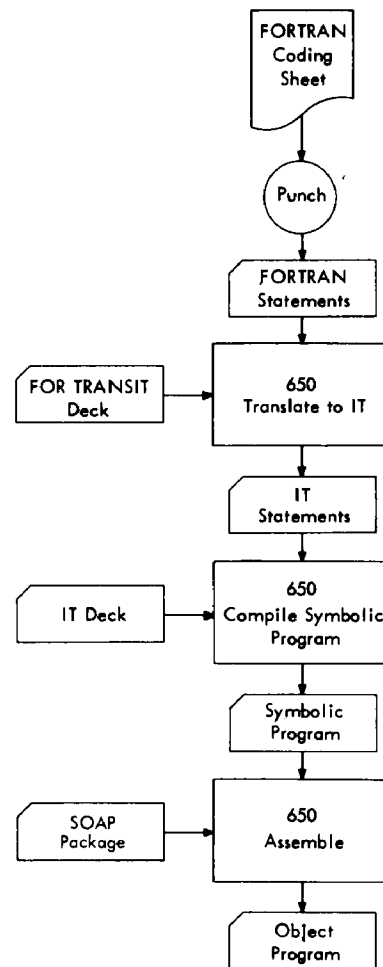 FORTRAN
Coding
Sheet
Punch
FORTRAN
Statements
FOR TRANSIT
Deck
650
Translate to IT
IT
Statements
IT Deck
650
Compile Symbolic
Program
Symbolic
Program
SOAP
Package
650
Assemble
Object
Program